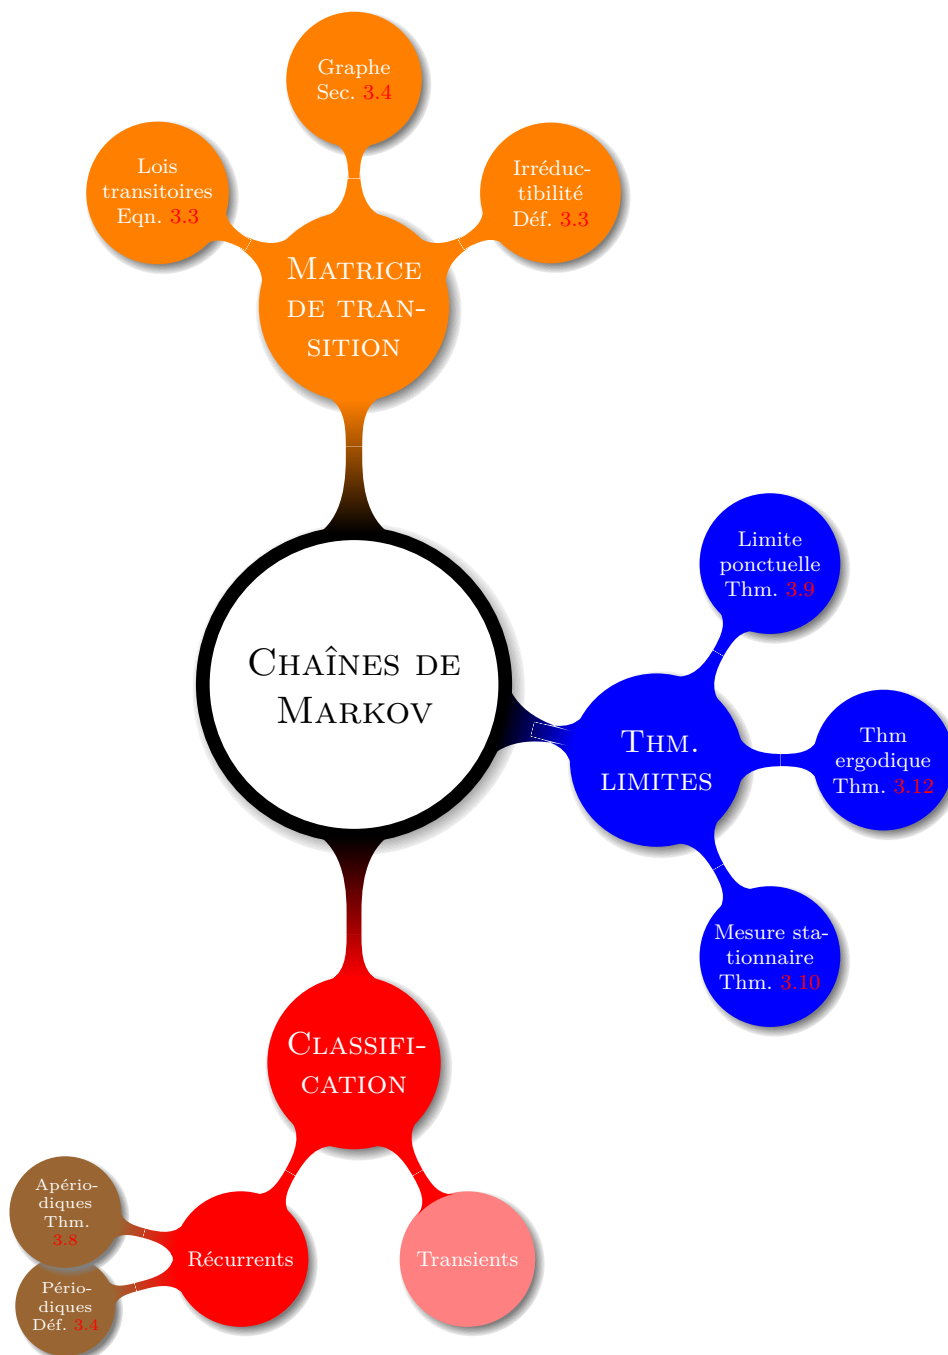 Graphe
Sec. 3.4
Lois
transitoires
Eqn. 3.3
Irréduc-
tibilité
Déf. 3.3
MATRICE
DE TRAN-
SITION
CHAÎNES DE
MARKOV
Limite
ponctuelle
Thm. 3.9
THM.
LIMITES
Thm
ergodique
Thm. 3.12
Mesure sta-
tionnaire
Thm. 3.10
CLASSIFI-
CATION
Apério-
diques
Thm.
3.8
Pério-
diques
Déf. 3.4
Récurrents
Transients